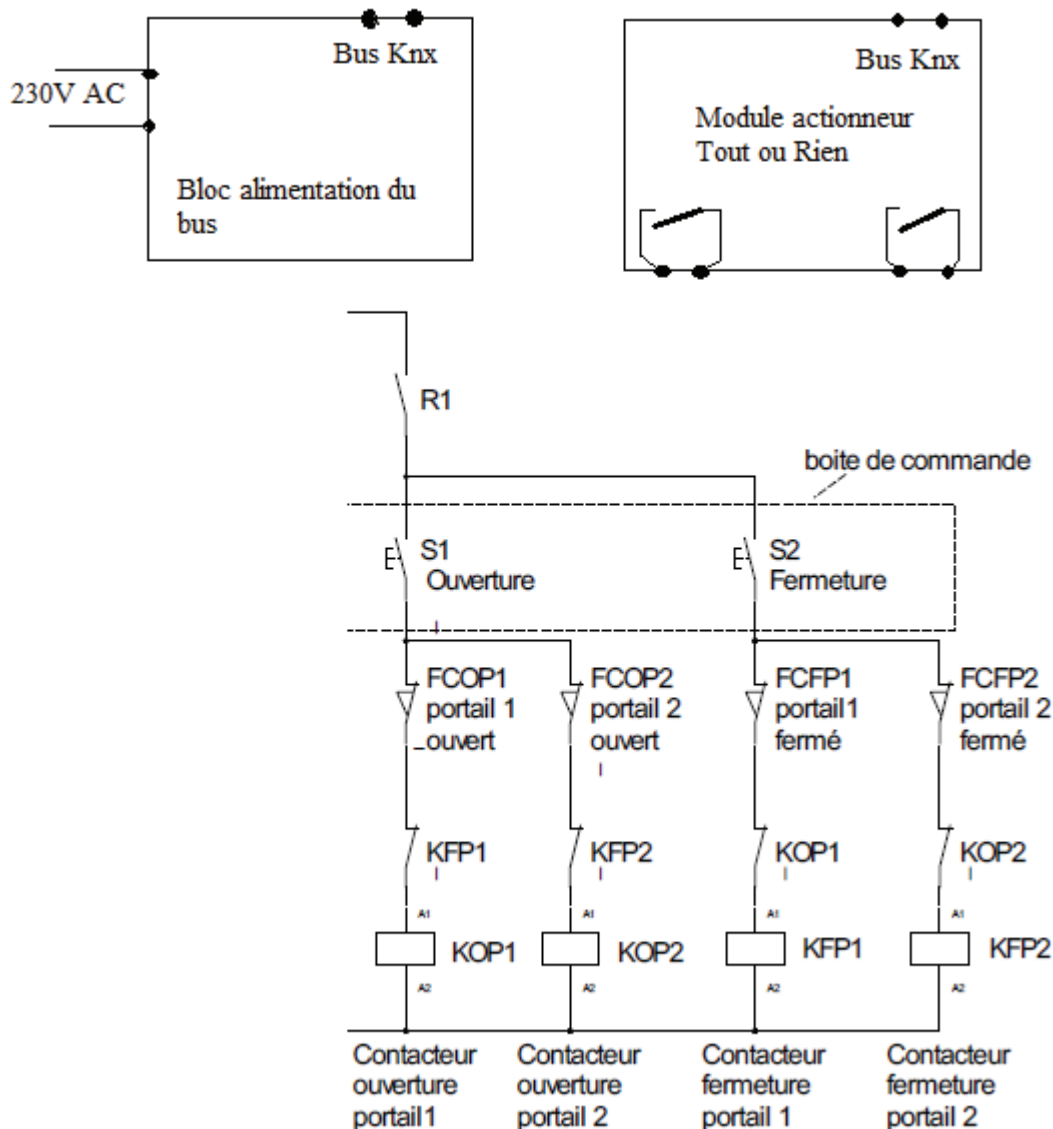 Bus Knx
230V AC
Bloc alimentation du
bus
Bus Knx
Module actionneur
Tout ou Rien
R1
boite de commande
S1
Ouverture
S2
Fermeture
FCOP1
portail 1
ouvert
FCOP2
portail 2
ouvert
FCFP1
portail1
fermé
FCFP2
portail 2
fermé
KFP1
KFP2
KOP1
KOP2
A1
A1
A1
A1
KOP1
KOP2
KFP1
KFP2
A2
A2
A2
A2
Contacteur
ouverture
portail1
Contacteur
ouverture
portail 2
Contacteur
fermeture
portail 1
Contacteur
fermeture
portail 2